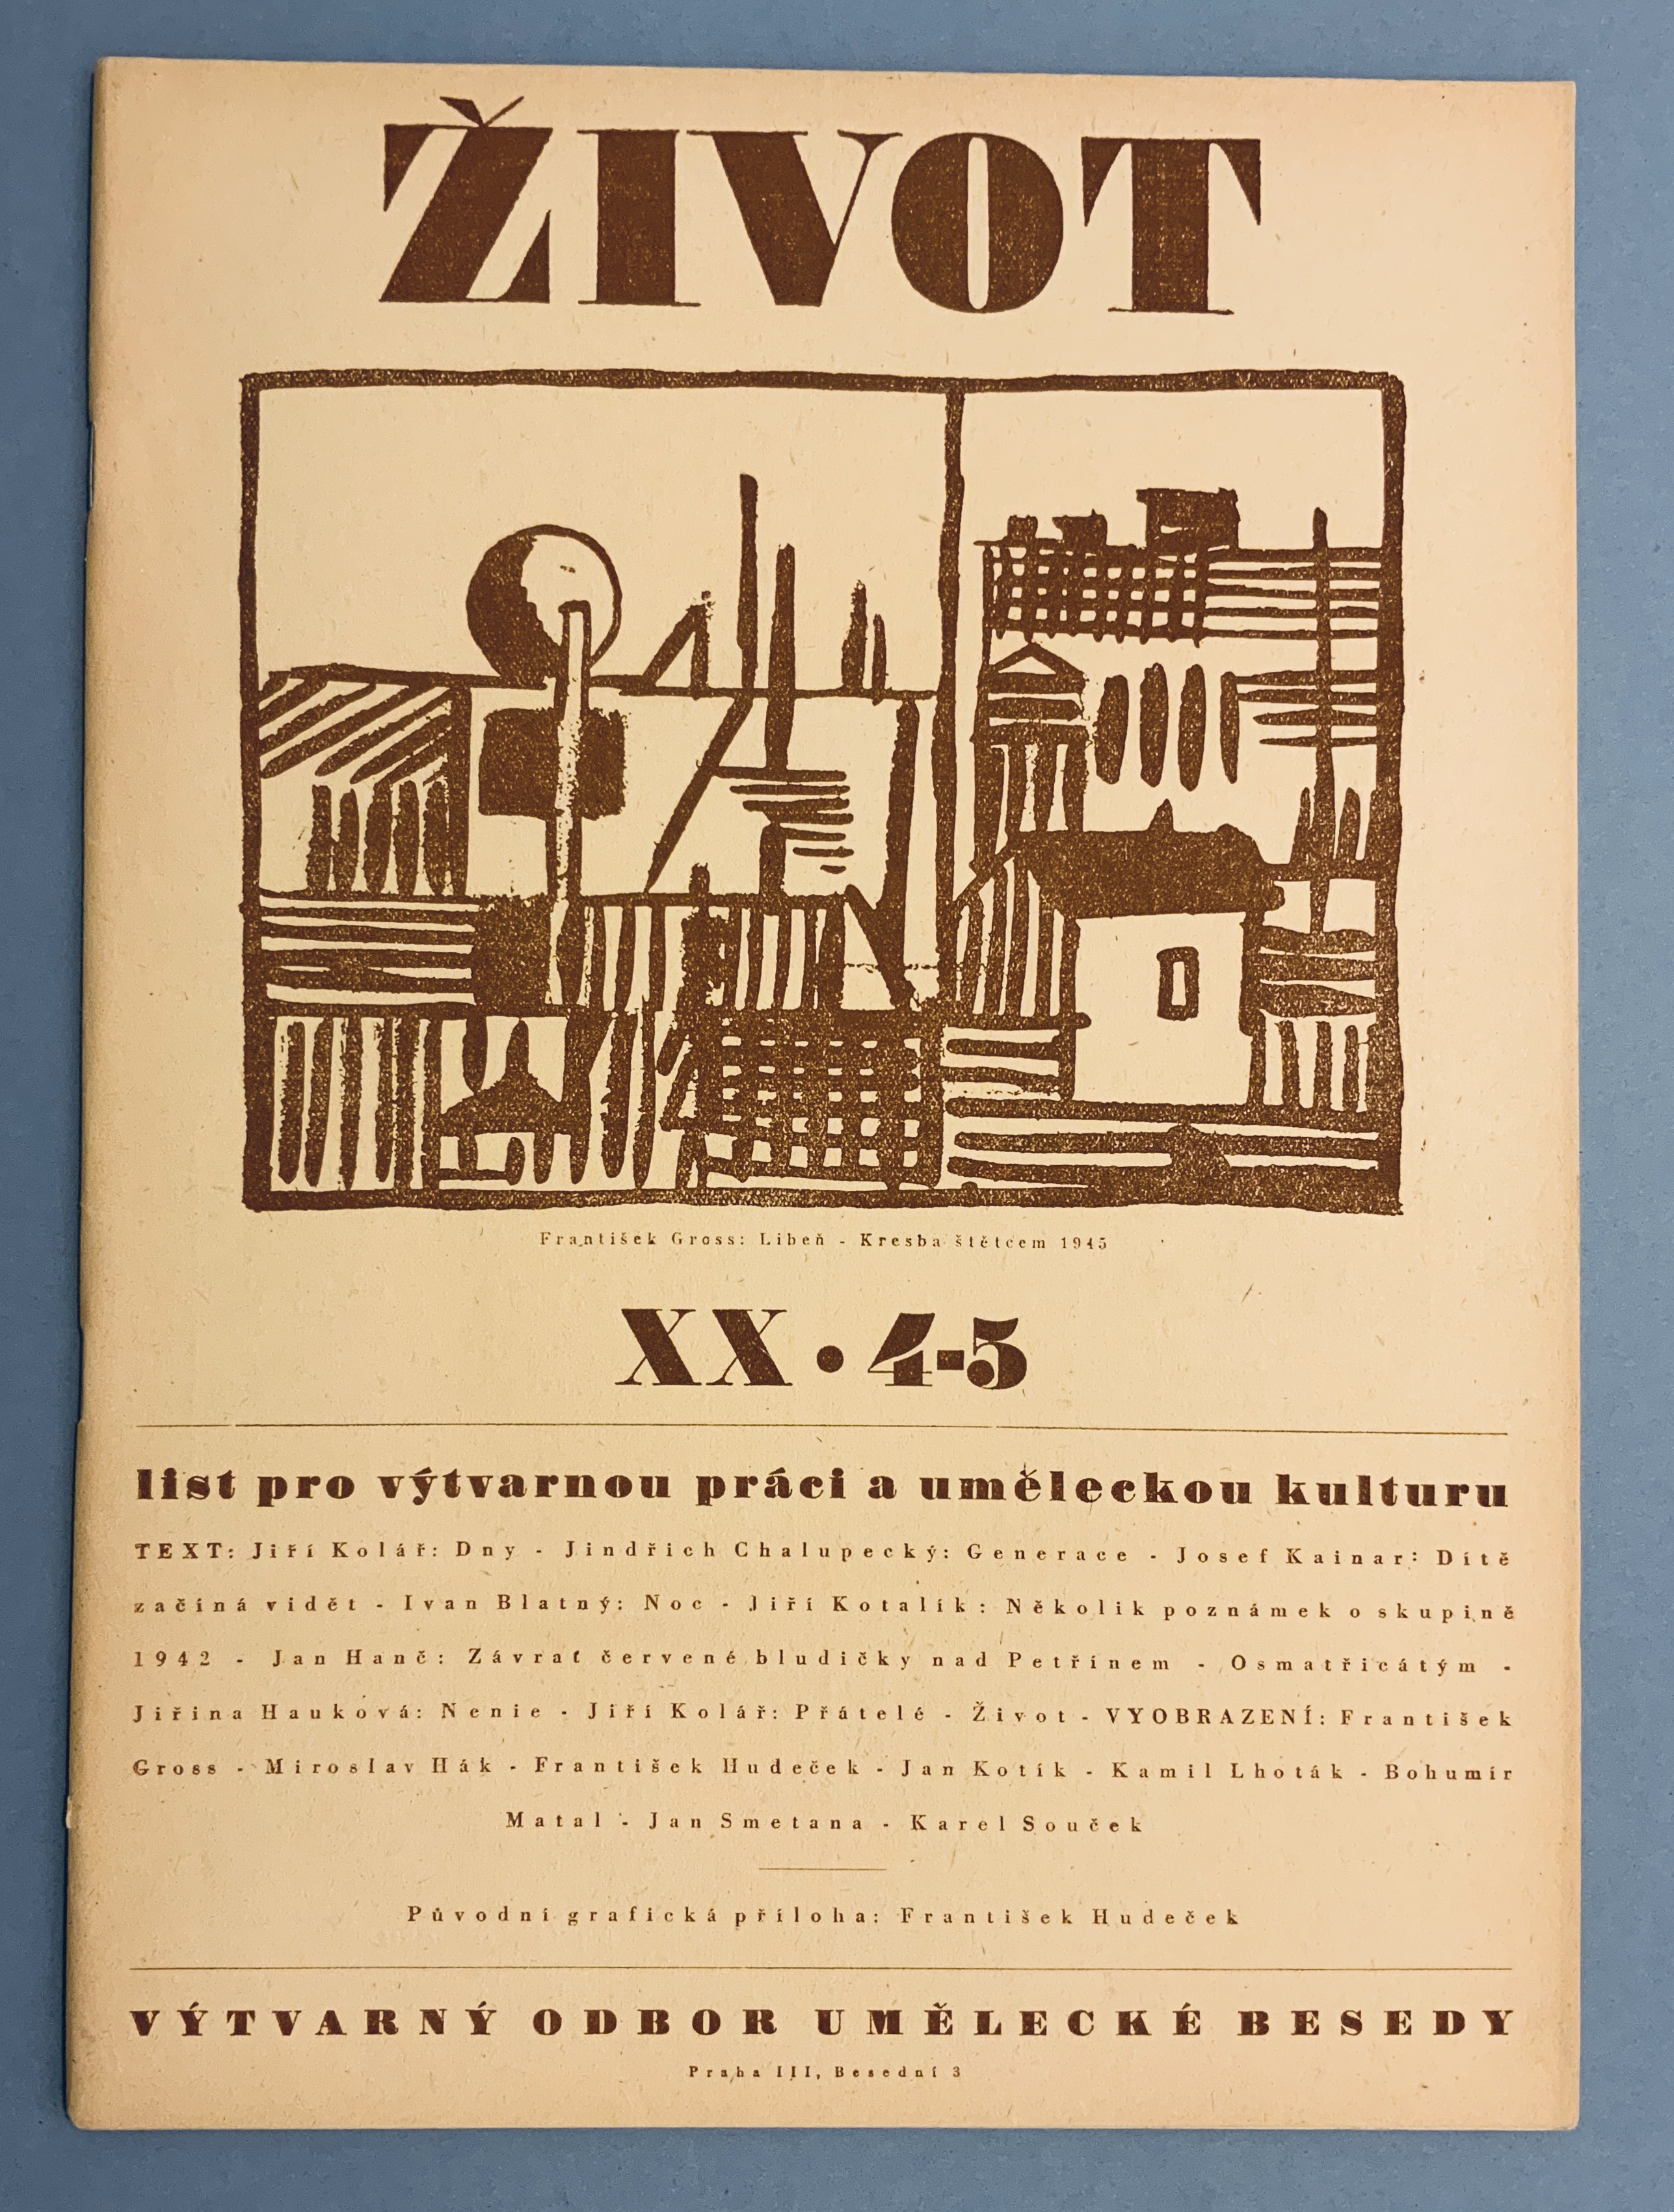 ŽIVOT
František Gross: Libeň - Kresba štětcem 1945
XX • 4-5
list pro výtvarnou práci a uměleckou kulturu
TEXT: Jiří Kolář: Dny - Jindřich Chalupecký: Generace - Josef Kainar: Dítě
začíná vidět - Ivan Blatný: Noc - Jiří Kotalík: Několik poznámek o skupině
1942 - Jan Hanč: Závrať červené bludičky nad Petřínem - Osmatřicátým -
Jiřina Hauková: Nenie - Jiří Kolář: Přátelé - Život - VYOBRAZENÍ: František
Gross - Miroslav Hák - František Hudeček - Jan Kotík - Kamil Lhoták - Bohumír
Matal - Jan Smetana - Karel Souček
Původní grafická příloha: František Hudeček
VÝTVARNÝ ODBOR UMĚLECKÉ BESEDY
Praha III, Besední 3